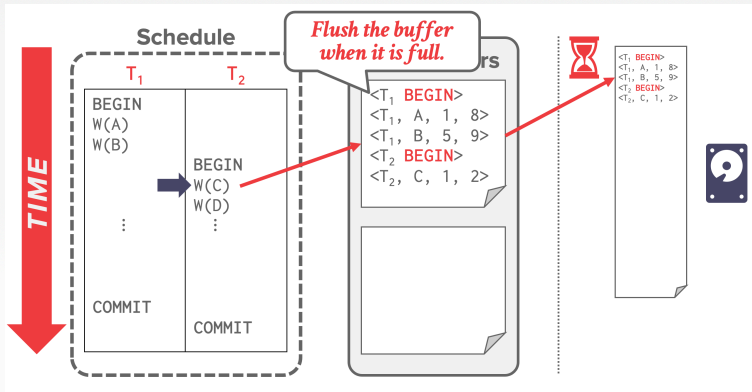 Schedule
T1
T2
BEGIN
W(A)
W(B)
⋮
COMMIT
BEGIN
W(C)
W(D)
⋮
COMMIT
TIME
Flush the buffer
when it is full.
rs
<T1 BEGIN>
<T1, A, 1, 8>
<T1, B, 5, 9>
<T2 BEGIN>
<T2, C, 1, 2>
<T1 BEGIN>
<T1, A, 1, 8>
<T1, B, 5, 9>
<T2 BEGIN>
<T2, C, 1, 2>